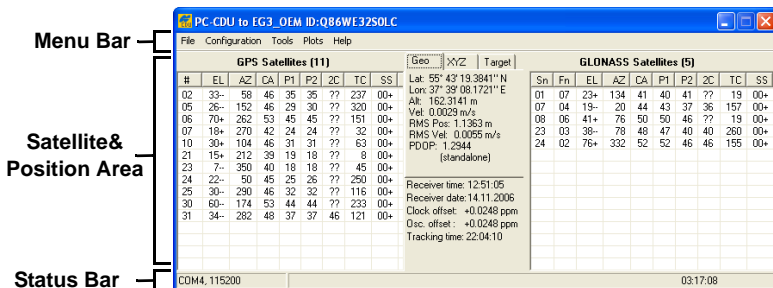 PC-CDU to EG3_OEM ID:Q86WE32S0LC
Menu Bar
File Configuration Tools Plots Help
GPS Satellites (11)
# EL AZ CA P1 P2 2C TC SS
02 33-- 58 46 35 35 ?? 237 00+
05 26-- 152 46 29 30 ?? 320 00+
06 70+ 262 53 45 45 ?? 151 00+
07 18+ 270 42 24 24 ?? 32 00+
10 30+ 104 46 31 31 ?? 63 00+
21 15+ 212 39 19 18 ?? 8 00+
23 7-- 350 40 18 18 ?? 45 00+
24 22-- 50 45 25 26 ?? 250 00+
25 30-- 290 46 32 32 ?? 116 00+
30 60-- 174 53 44 44 ?? 233 00+
31 34-- 282 48 37 37 46 121 00+
Satellite&
Position Area
Geo XYZ Target
Lat: 55° 43' 19.3841'' N
Lon: 37° 39' 08.1721'' E
Alt: 162.3141 m
Vel: 0.0029 m/s
RMS Pos: 1.1363 m
RMS Vel: 0.0055 m/s
PDOP: 1.2944
(standalone)
Receiver time: 12:51:05
Receiver date: 14.11.2006
Clock offset: +0.0248 ppm
Osc. offset : +0.0248 ppm
Tracking time: 22:04:10
GLONASS Satellites (5)
Sn Fn EL AZ CA P1 P2 2C TC SS
01 07 23+ 134 41 40 41 ?? 19 00+
07 04 19-- 20 44 43 37 36 157 00+
08 06 41+ 76 50 50 46 ?? 19 00+
23 03 38-- 78 48 47 40 40 260 00+
24 02 76+ 332 52 52 46 46 155 00+
Status Bar
COM4, 115200
03:17:08